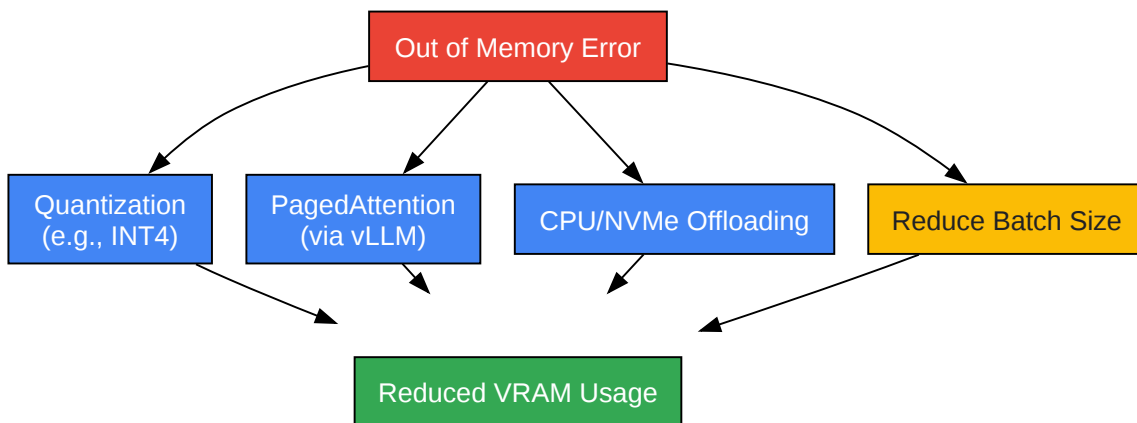 Out of Memory Error
Quantization
(e.g., INT4)
PagedAttention
(via vLLM)
CPU/NVMe Offloading
Reduce Batch Size
Reduced VRAM Usage